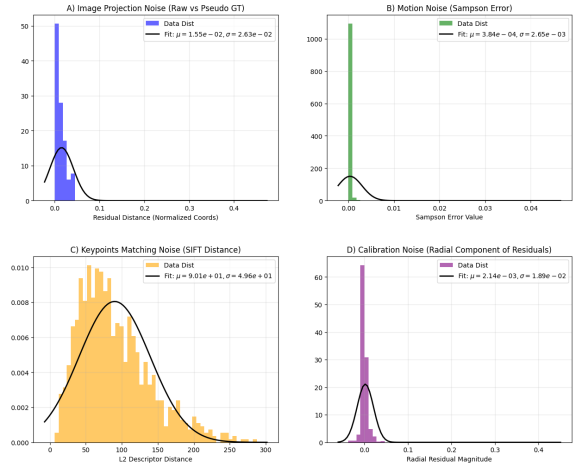 A) Image Projection Noise (Raw vs Pseudo GT)
Data Dist
Fit: μ = 1.55e − 02, σ = 2.63e − 02
50
40
30
20
10
0
0.0 0.1 0.2 0.3 0.4
Residual Distance (Normalized Coords)
B) Motion Noise (Sampson Error)
Data Dist
Fit: μ = 3.84e − 04, σ = 2.65e − 03
1000
800
600
400
200
0
0.00 0.01 0.02 0.03 0.04
Sampson Error Value
C) Keypoints Matching Noise (SIFT Distance)
Data Dist
Fit: μ = 9.01e + 01, σ = 4.96e + 01
0.010
0.008
0.006
0.004
0.002
0.000
0 50 100 150 200 250 300
L2 Descriptor Distance
D) Calibration Noise (Radial Component of Residuals)
Data Dist
Fit: μ = 2.14e − 03, σ = 1.89e − 02
60
50
40
30
20
10
0
0.0 0.1 0.2 0.3 0.4
Radial Residual Magnitude